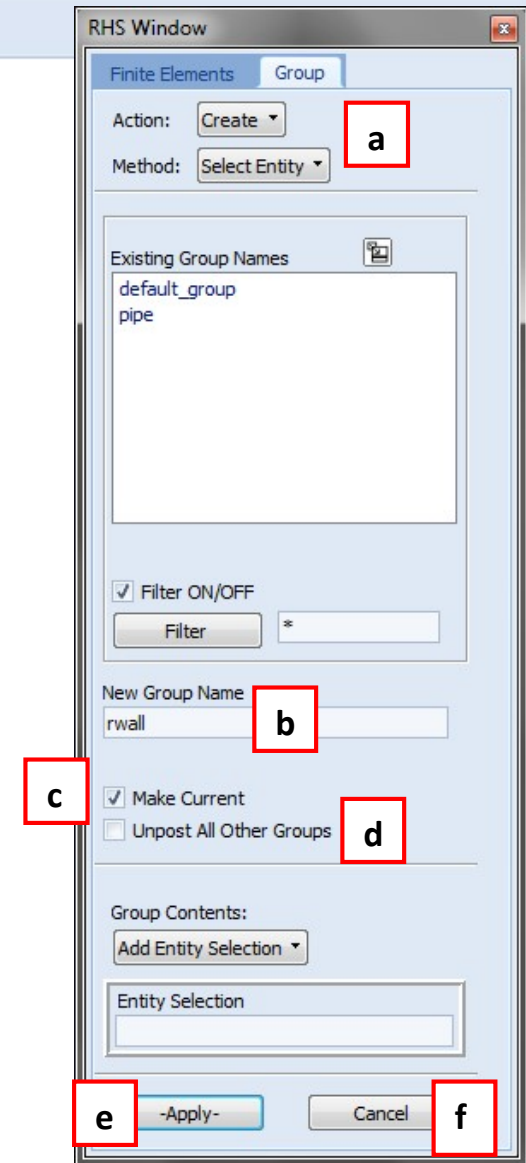 RHS Window
Finite Elements Group
Action: Create
a
Method: Select Entity
Existing Group Names
default_group
pipe
Filter ON/OFF
Filter *
New Group Name
rwall
b
c
Make Current
Unpost All Other Groups
d
Group Contents:
Add Entity Selection
Entity Selection
e
-Apply- Cancel
f